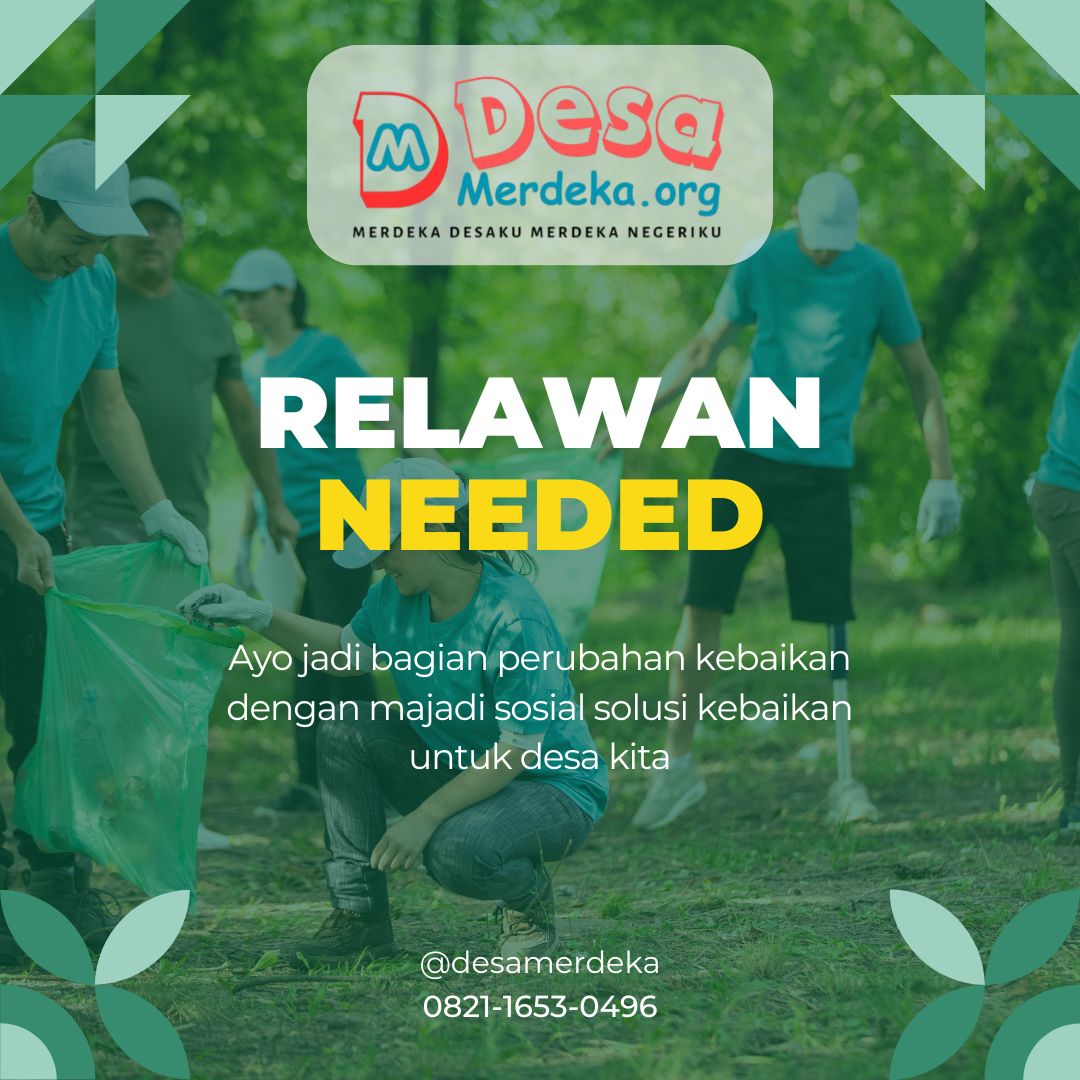 DM Desa
Merdeka.org
MERDEKA DESAKU MERDEKA NEGERIKU
RELAWAN
NEEDED
Ayo jadi bagian perubahan kebaikan
dengan majadi sosial solusi kebaikan
untuk desa kita
@desamerdeka
0821-1653-0496